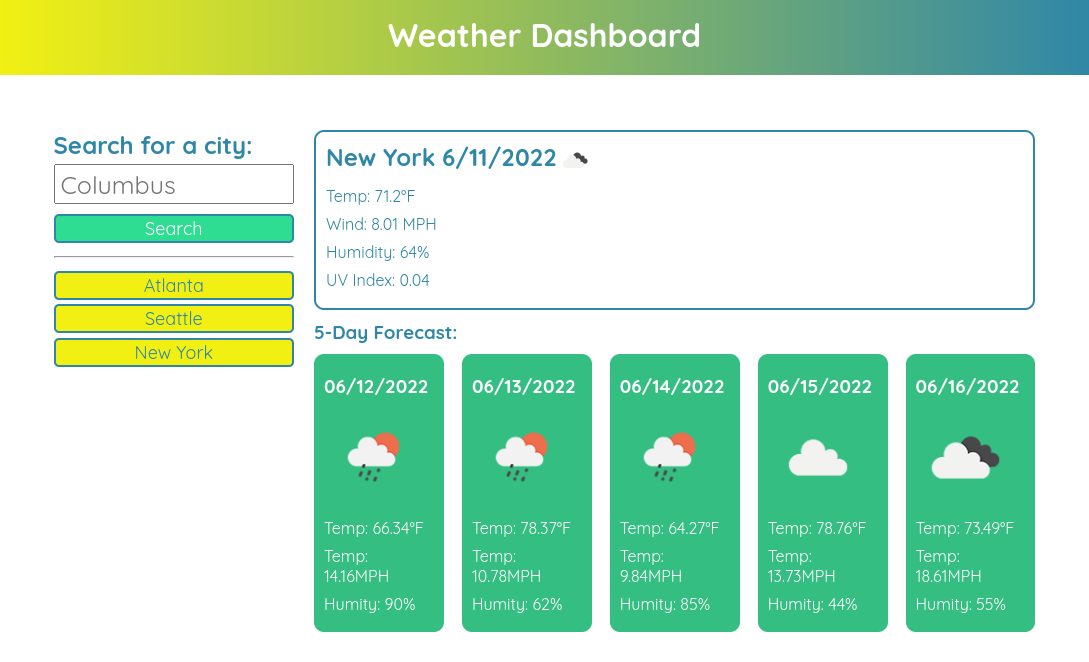 Weather Dashboard
Search for a city:
Columbus
Search
Atlanta
Seattle
New York
New York 6/11/2022
Temp: 71.2°F
Wind: 8.01 MPH
Humidity: 64%
UV Index: 0.04
5-Day Forecast:
06/12/2022
Temp: 66.34°F
Temp:
14.16MPH
Humity: 90%
06/13/2022
Temp: 78.37°F
Temp:
10.78MPH
Humity: 62%
06/14/2022
Temp: 64.27°F
Temp:
9.84MPH
Humity: 85%
06/15/2022
Temp: 78.76°F
Temp:
13.73MPH
Humity: 44%
06/16/2022
Temp: 73.49°F
Temp:
18.61MPH
Humity: 55%